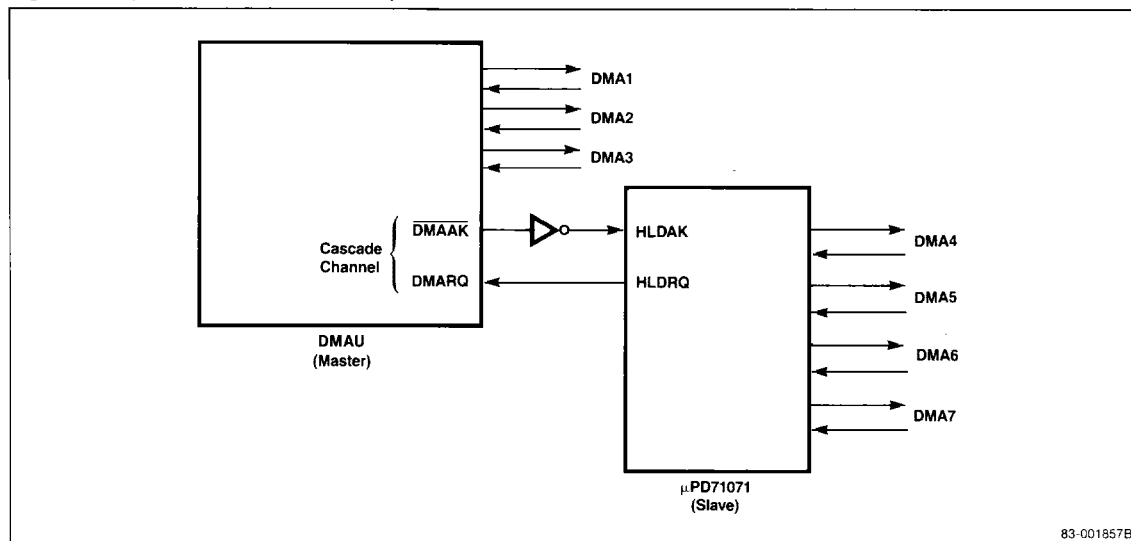 DMA1
DMA2
DMA3
Cascade
Channel
DMAAK
DMARQ
HLDAK
HLDRQ
DMA4
DMA5
DMA6
DMA7
DMAU
(Master)
μPD71071
(Slave)
83-001857B